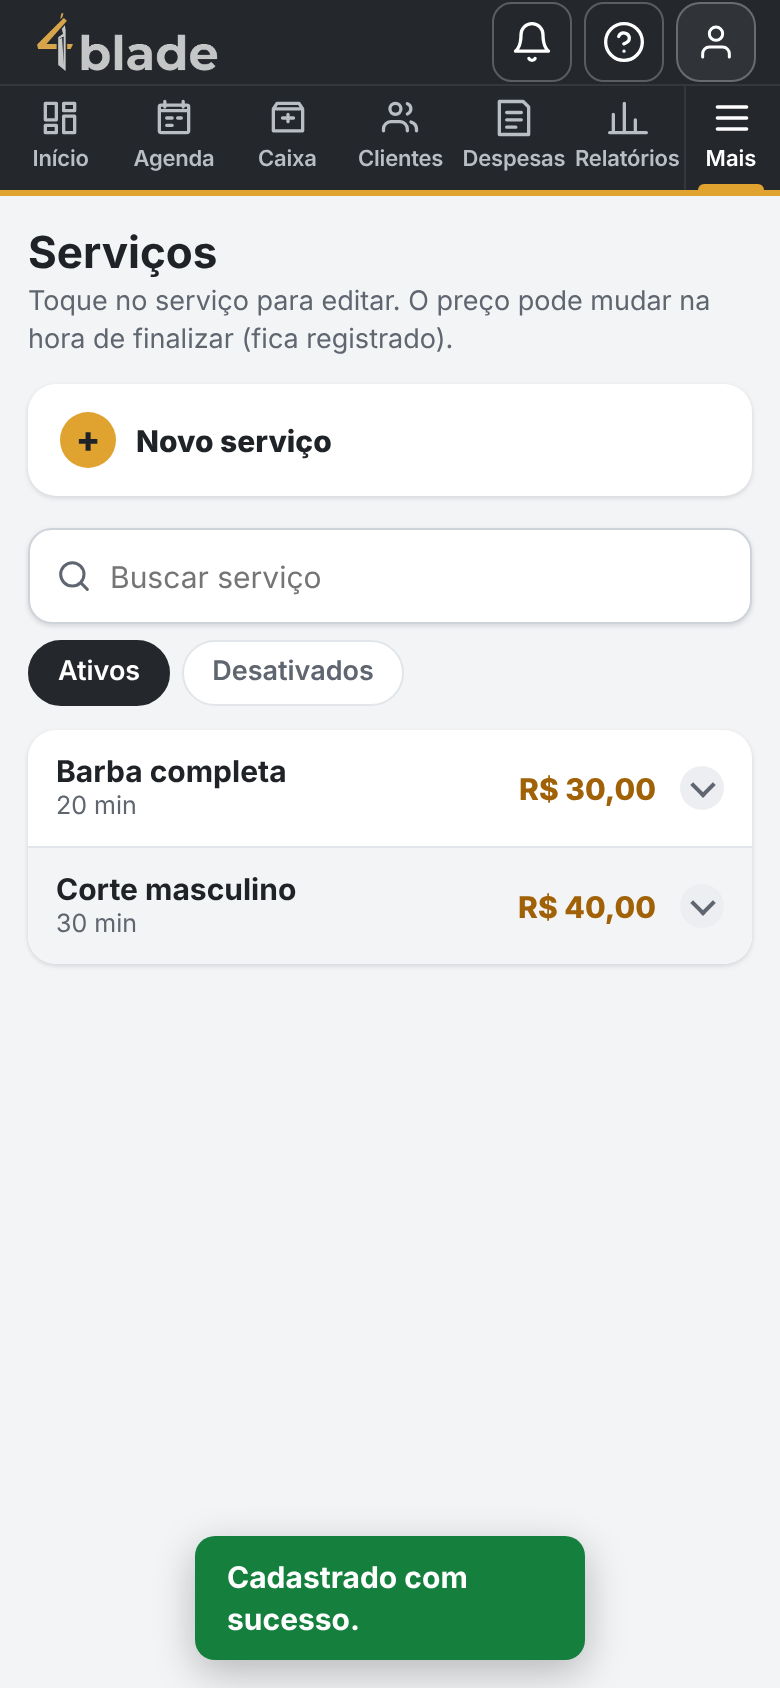 4blade
Início
Agenda
Caixa
Clientes
Despesas
Relatórios
Mais
Serviços
Toque no serviço para editar. O preço pode mudar na
hora de finalizar (fica registrado).
+ Novo serviço
Buscar serviço
Ativos
Desativados
Barba completa
20 min
R$ 30,00
Corte masculino
30 min
R$ 40,00
Cadastrado com
sucesso.